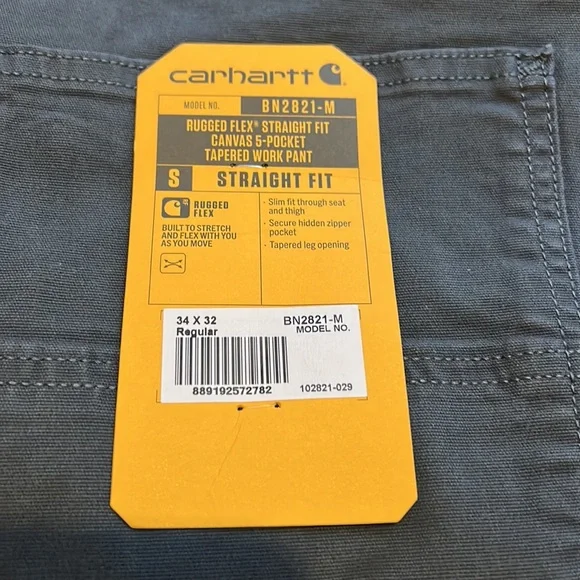 carhartt
MODEL NO. BN2821-M
RUGGED FLEX® STRAIGHT FIT
CANVAS 5-POCKET
TAPERED WORK PANT
S STRAIGHT FIT
RUGGED
FLEX
BUILT TO STRETCH
AND FLEX WITH YOU
AS YOU MOVE
· Slim fit through seat
and thigh
· Secure hidden zipper
pocket
· Tapered leg opening
34 X 32 BN2821-M
Regular MODEL NO.
889192572782 102821-029